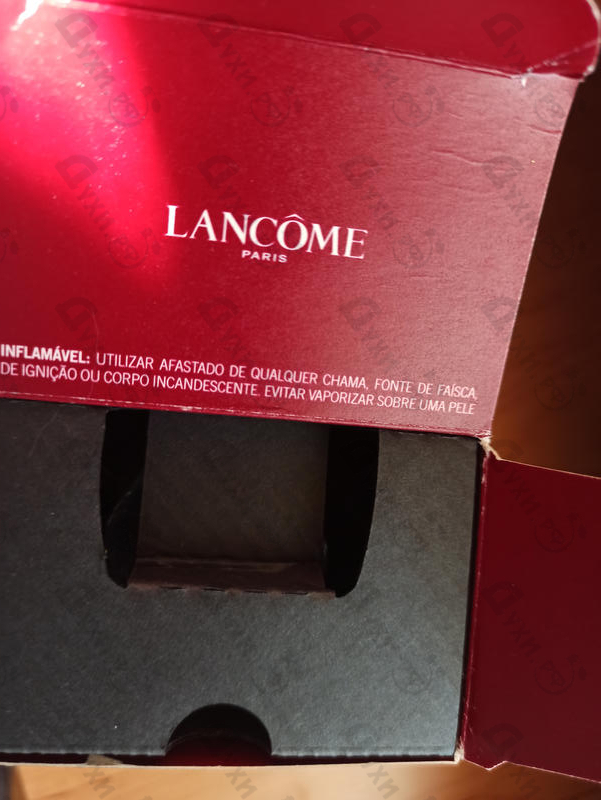 LANCÔME
PARIS
INFLAMÁVEL: UTILIZAR AFASTADO DE QUALQUER CHAMA, FONTE DE FAÍSCA,
DE IGNIÇÃO OU CORPO INCANDESCENTE. EVITAR VAPORIZAR SOBRE UMA PELE